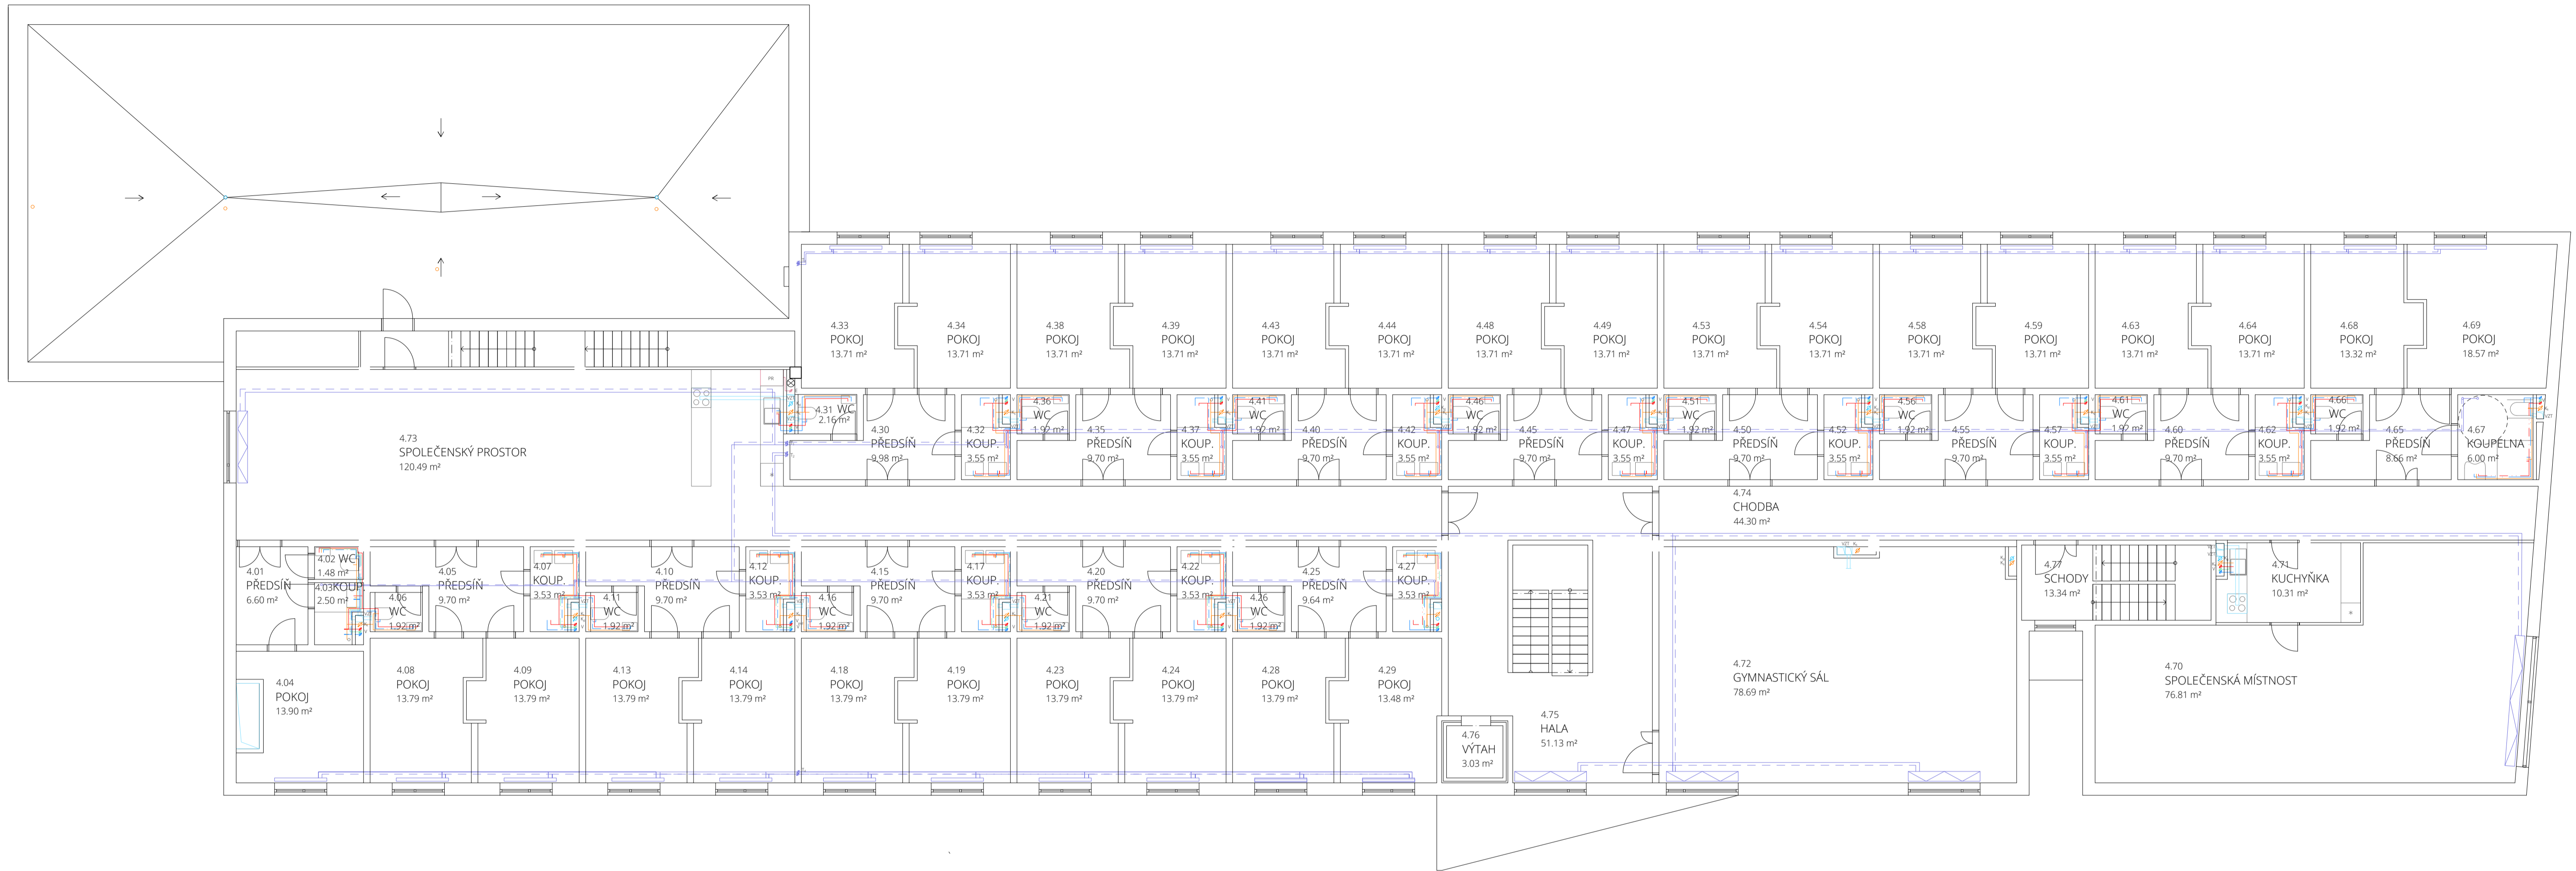 4.33
POKOJ
13.71 m²
4.34
POKOJ
13.71 m²
4.38
POKOJ
13.71 m²
4.39
POKOJ
13.71 m²
4.43
POKOJ
13.71 m²
4.44
POKOJ
13.71 m²
4.48
POKOJ
13.71 m²
4.49
POKOJ
13.71 m²
4.53
POKOJ
13.71 m²
4.54
POKOJ
13.71 m²
4.58
POKOJ
13.71 m²
4.59
POKOJ
13.71 m²
4.63
POKOJ
13.71 m²
4.64
POKOJ
13.71 m²
4.68
POKOJ
13.32 m²
4.69
POKOJ
18.57 m²
4.73
SPOLEČENSKÝ PROSTOR
120.49 m²
4.31 WC
2.16 m²
4.30
PŘEDSÍŇ
9.98 m²
4.32
KOUP.
3.55 m²
4.36
WC
1.92 m²
4.35
PŘEDSÍŇ
9.70 m²
4.37
KOUP.
3.55 m²
4.41
WC
1.92 m²
4.40
PŘEDSÍŇ
9.70 m²
4.42
KOUP.
3.55 m²
4.46
WC
1.92 m²
4.45
PŘEDSÍŇ
9.70 m²
4.47
KOUP.
3.55 m²
4.51
WC
1.92 m²
4.50
PŘEDSÍŇ
9.70 m²
4.52
KOUP.
3.55 m²
4.56
WC
1.92 m²
4.55
PŘEDSÍŇ
9.70 m²
4.57
KOUP.
3.55 m²
4.61
WC
1.92 m²
4.60
PŘEDSÍŇ
9.70 m²
4.62
KOUP.
3.55 m²
4.66
WC
1.92 m²
4.65
PŘEDSÍŇ
8.66 m²
4.67
KOUPELNA
6.00 m²
4.74
CHODBA
44.30 m²
4.01
PŘEDSÍŇ
6.60 m²
4.02 WC
1.48 m²
4.03 KOUP.
2.50 m²
4.05
PŘEDSÍŇ
9.70 m²
4.06
WC
1.92 m²
4.07
KOUP.
3.53 m²
4.10
PŘEDSÍŇ
9.70 m²
4.11
WC
1.92 m²
4.12
KOUP.
3.53 m²
4.15
PŘEDSÍŇ
9.70 m²
4.16
WC
1.92 m²
4.17
KOUP.
3.53 m²
4.20
PŘEDSÍŇ
9.70 m²
4.21
WC
1.92 m²
4.22
KOUP.
3.53 m²
4.25
PŘEDSÍŇ
9.64 m²
4.26
WC
1.92 m²
4.27
KOUP.
3.53 m²
4.77
SCHODY
13.34 m²
4.71
KUCHYŇKA
10.31 m²
4.04
POKOJ
13.90 m²
4.08
POKOJ
13.79 m²
4.09
POKOJ
13.79 m²
4.13
POKOJ
13.79 m²
4.14
POKOJ
13.79 m²
4.18
POKOJ
13.79 m²
4.19
POKOJ
13.79 m²
4.23
POKOJ
13.79 m²
4.24
POKOJ
13.79 m²
4.28
POKOJ
13.79 m²
4.29
POKOJ
13.48 m²
4.76
VÝTAH
3.03 m²
4.75
HALA
51.13 m²
4.72
GYMNASTICKÝ SÁL
78.69 m²
4.70
SPOLEČENSKÁ MÍSTNOST
76.81 m²